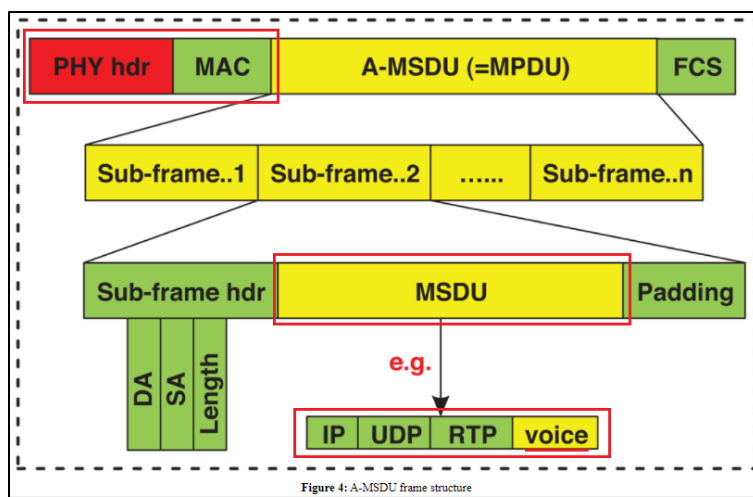 PHY hdr MAC A-MSDU (=MPDU) FCS
Sub-frame..1 Sub-frame..2 ...... Sub-frame..n
Sub-frame hdr MSDU Padding
DA SA Length
e.g.
IP UDP RTP voice
Figure 4: A-MSDU frame structure